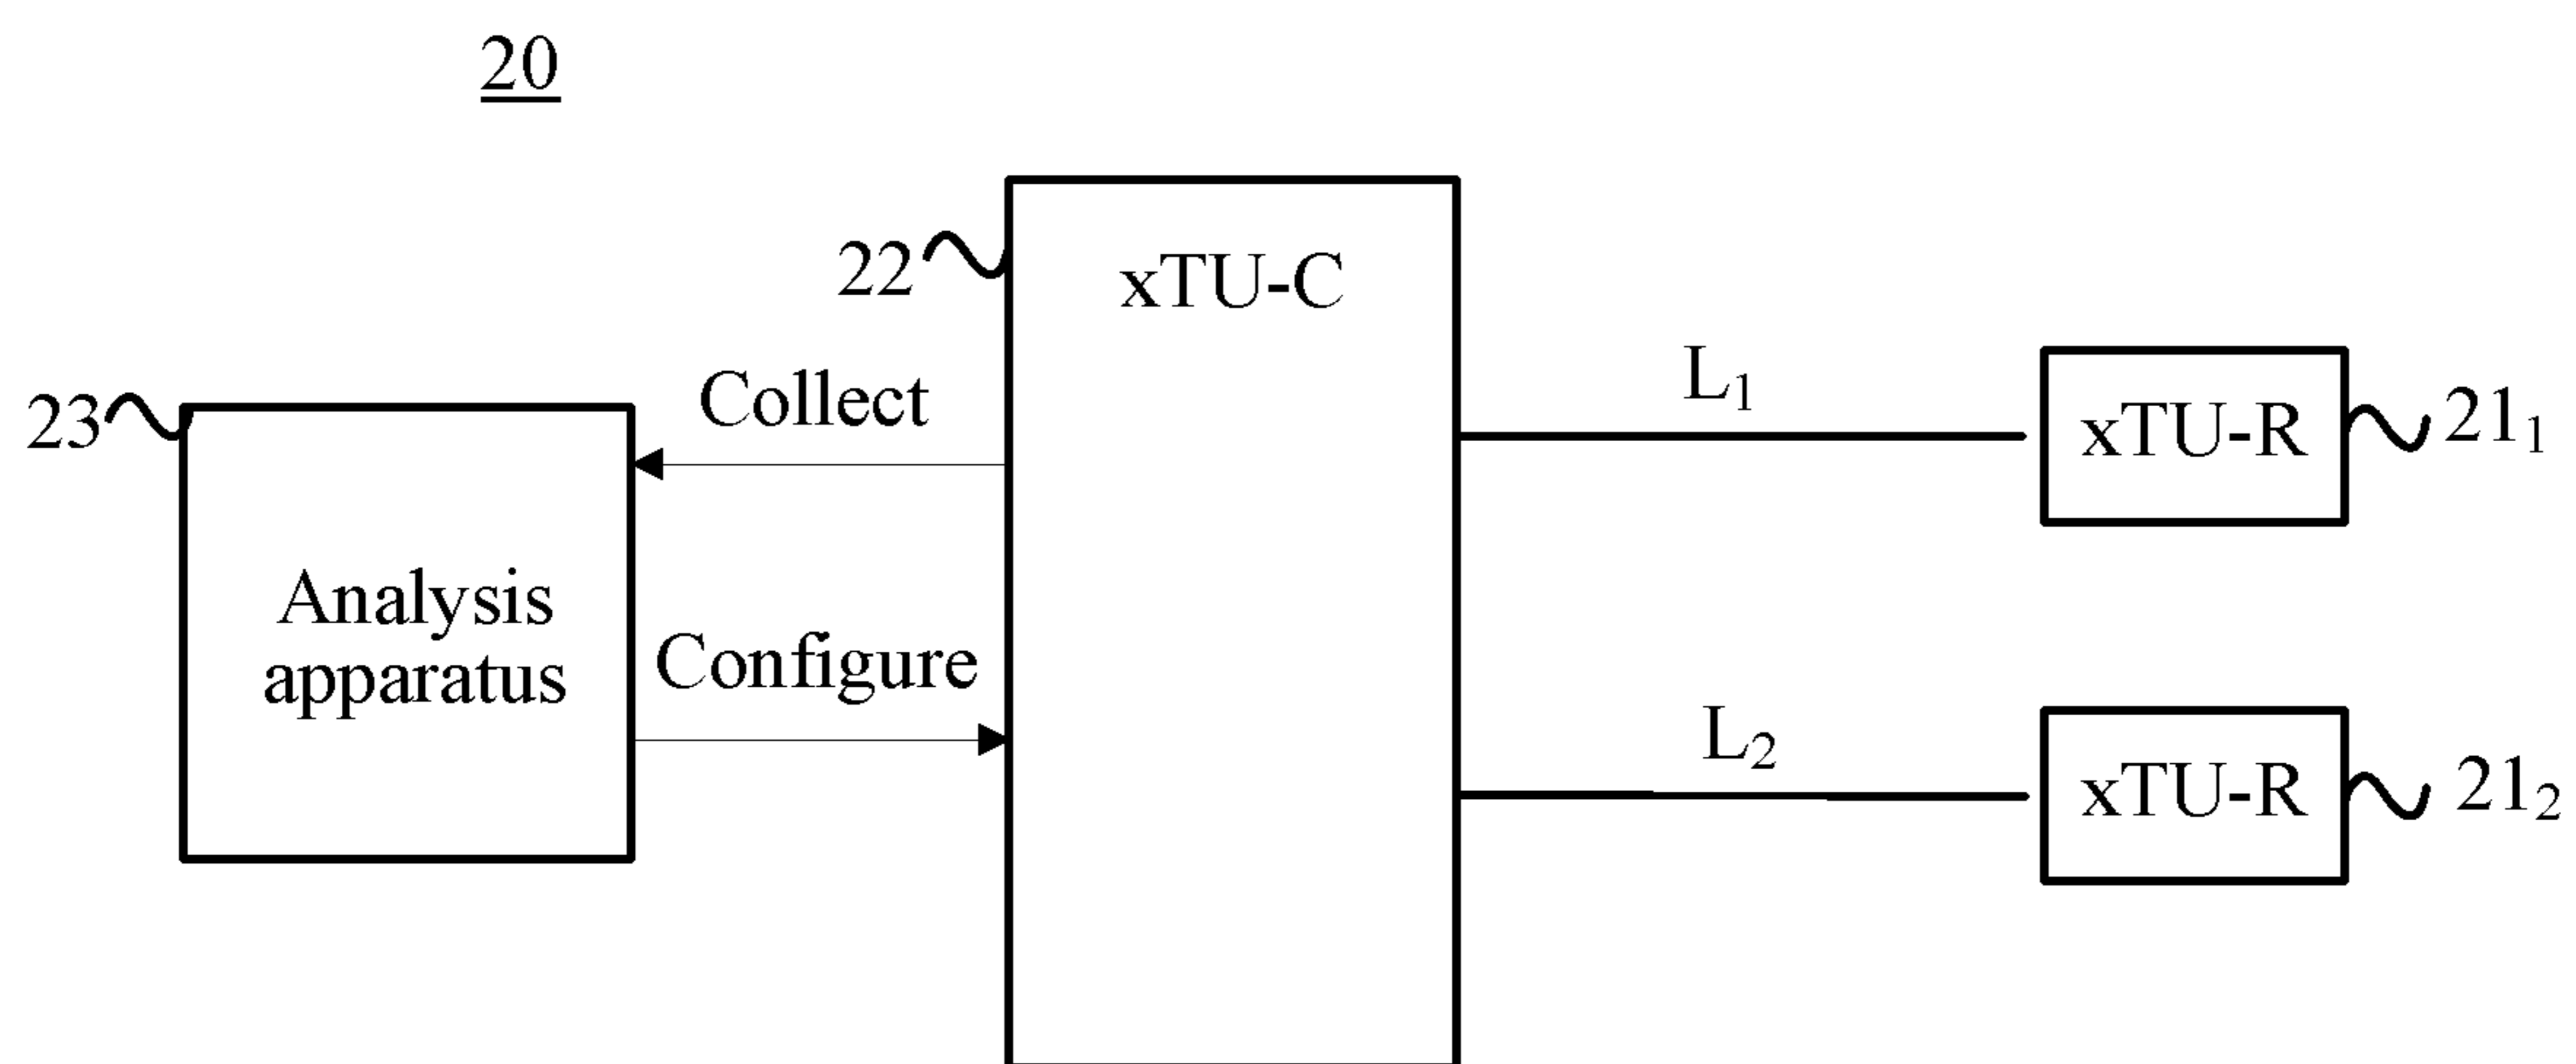 20
22
xTU-C
23
Collect
L₁
xTU-R
21₁
Analysis
apparatus
Configure
L₂
xTU-R
21₂